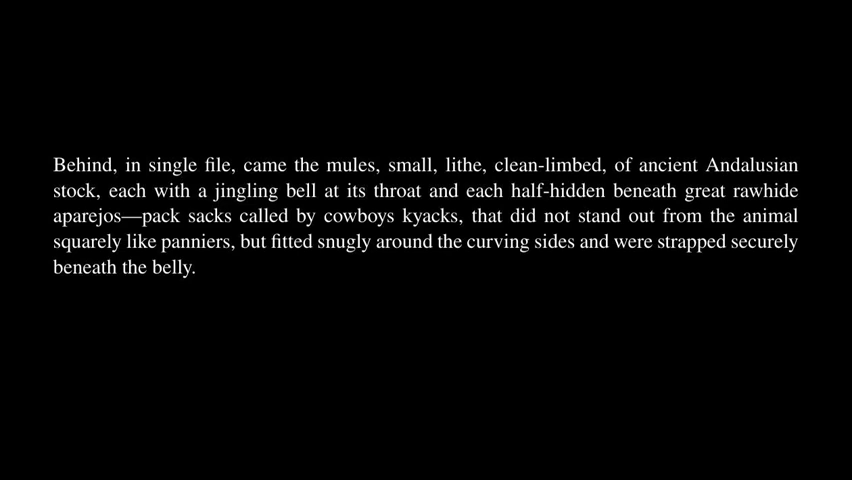 Behind, in single file, came the mules, small, lithe, clean-limbed, of ancient Andalusian
stock, each with a jingling bell at its throat and each half-hidden beneath great rawhide
aparejos—pack sacks called by cowboys kyacks, that did not stand out from the animal
squarely like panniers, but fitted snugly around the curving sides and were strapped securely
beneath the belly.